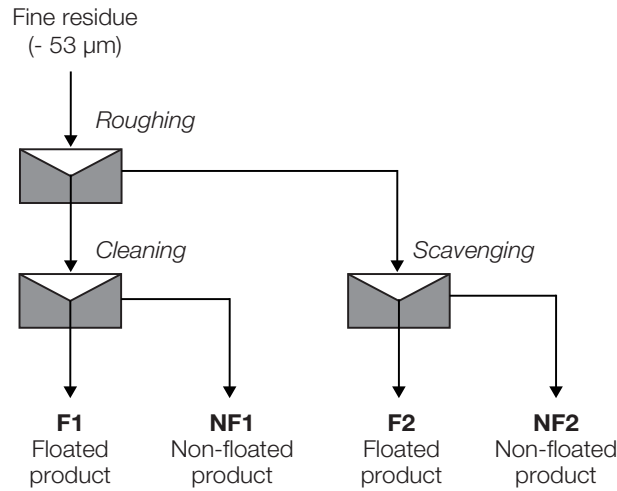 Fine residue
(- 53 µm)
Roughing
Cleaning
Scavenging
F1
Floated
product
NF1
Non-floated
product
F2
Floated
product
NF2
Non-floated
product